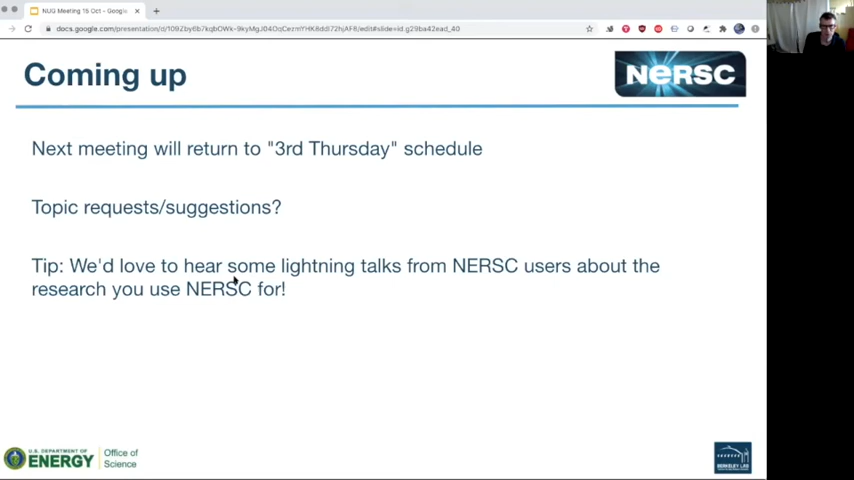 NUG Meeting 15 Oct - Google
Coming up
NERSC
Next meeting will return to "3rd Thursday" schedule
Topic requests/suggestions?
Tip: We'd love to hear some lightning talks from NERSC users about the
research you use NERSC for!
U.S. DEPARTMENT OF
ENERGY
Office of
Science
BERKELEY LAB